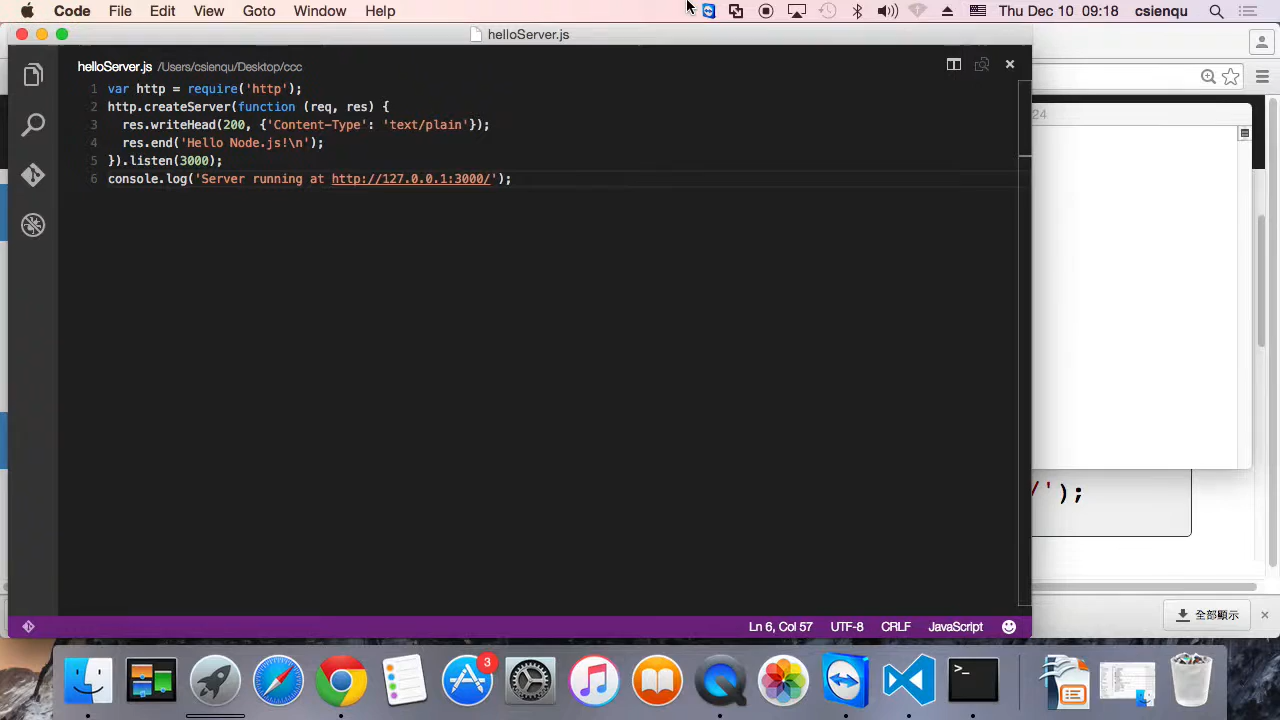 Code File Edit View Goto Window Help Thu Dec 10 09:18 csienqu
helloServer.js
helloServer.js /Users/csienqu/Desktop/ccc
24
1 var http = require('http');
2 http.createServer(function (req, res) {
3 res.writeHead(200, {'Content-Type': 'text/plain'});
4 res.end('Hello Node.js!\n');
5 }).listen(3000);
6 console.log('Server running at http://127.0.0.1:3000/');
/');
全部顯示
Ln 6, Col 57 UTF-8 CRLF JavaScript
3
>_